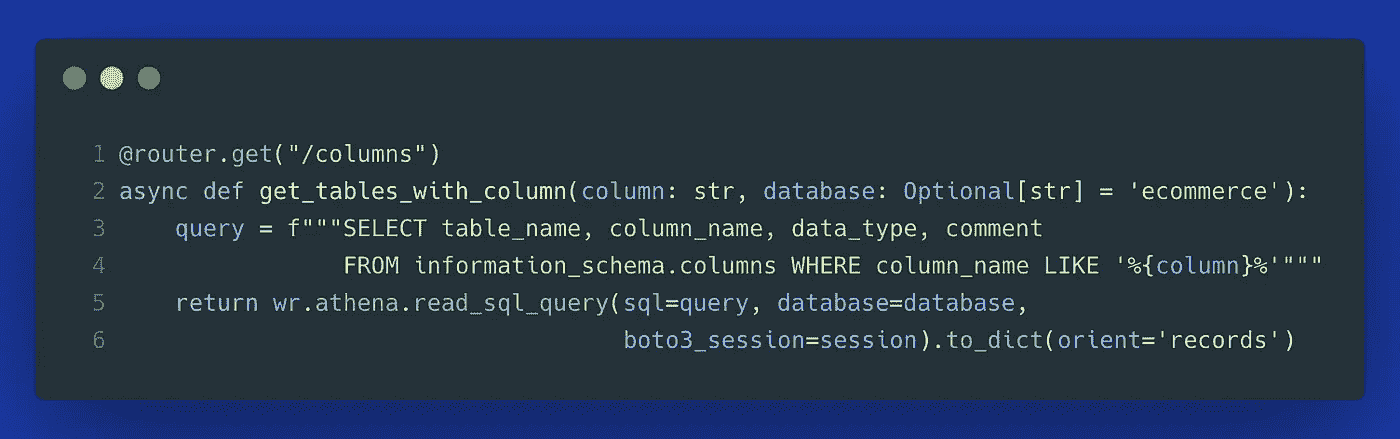 1 @router.get("/columns")
2 async def get_tables_with_column(column: str, database: Optional[str] = 'ecommerce'):
3     query = f"""SELECT table_name, column_name, data_type, comment
4                 FROM information_schema.columns WHERE column_name LIKE '%{column}%'"""
5     return wr.athena.read_sql_query(sql=query, database=database,
6                                     boto3_session=session).to_dict(orient='records')